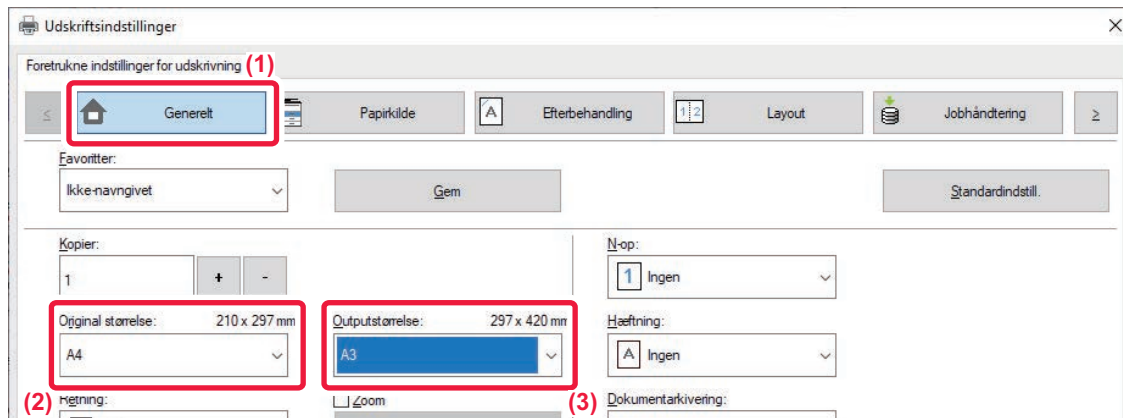 Udskriftsindstillinger
Foretrukne indstillinger for udskrivning (1)
≤ Generelt Papirkilde A Efterbehandling 1 2 Layout Jobhåndtering ≥
Favoritter:
Ikke-navngivet Gem Standardindstill.
Kopier: N-op:
1 + - 1 Ingen
Original størrelse: 210 x 297 mm Outputstørrelse: 297 x 420 mm Hæftning:
A4 A3 A Ingen
(2) Retning: Zoom (3) Dokumentarkivering: